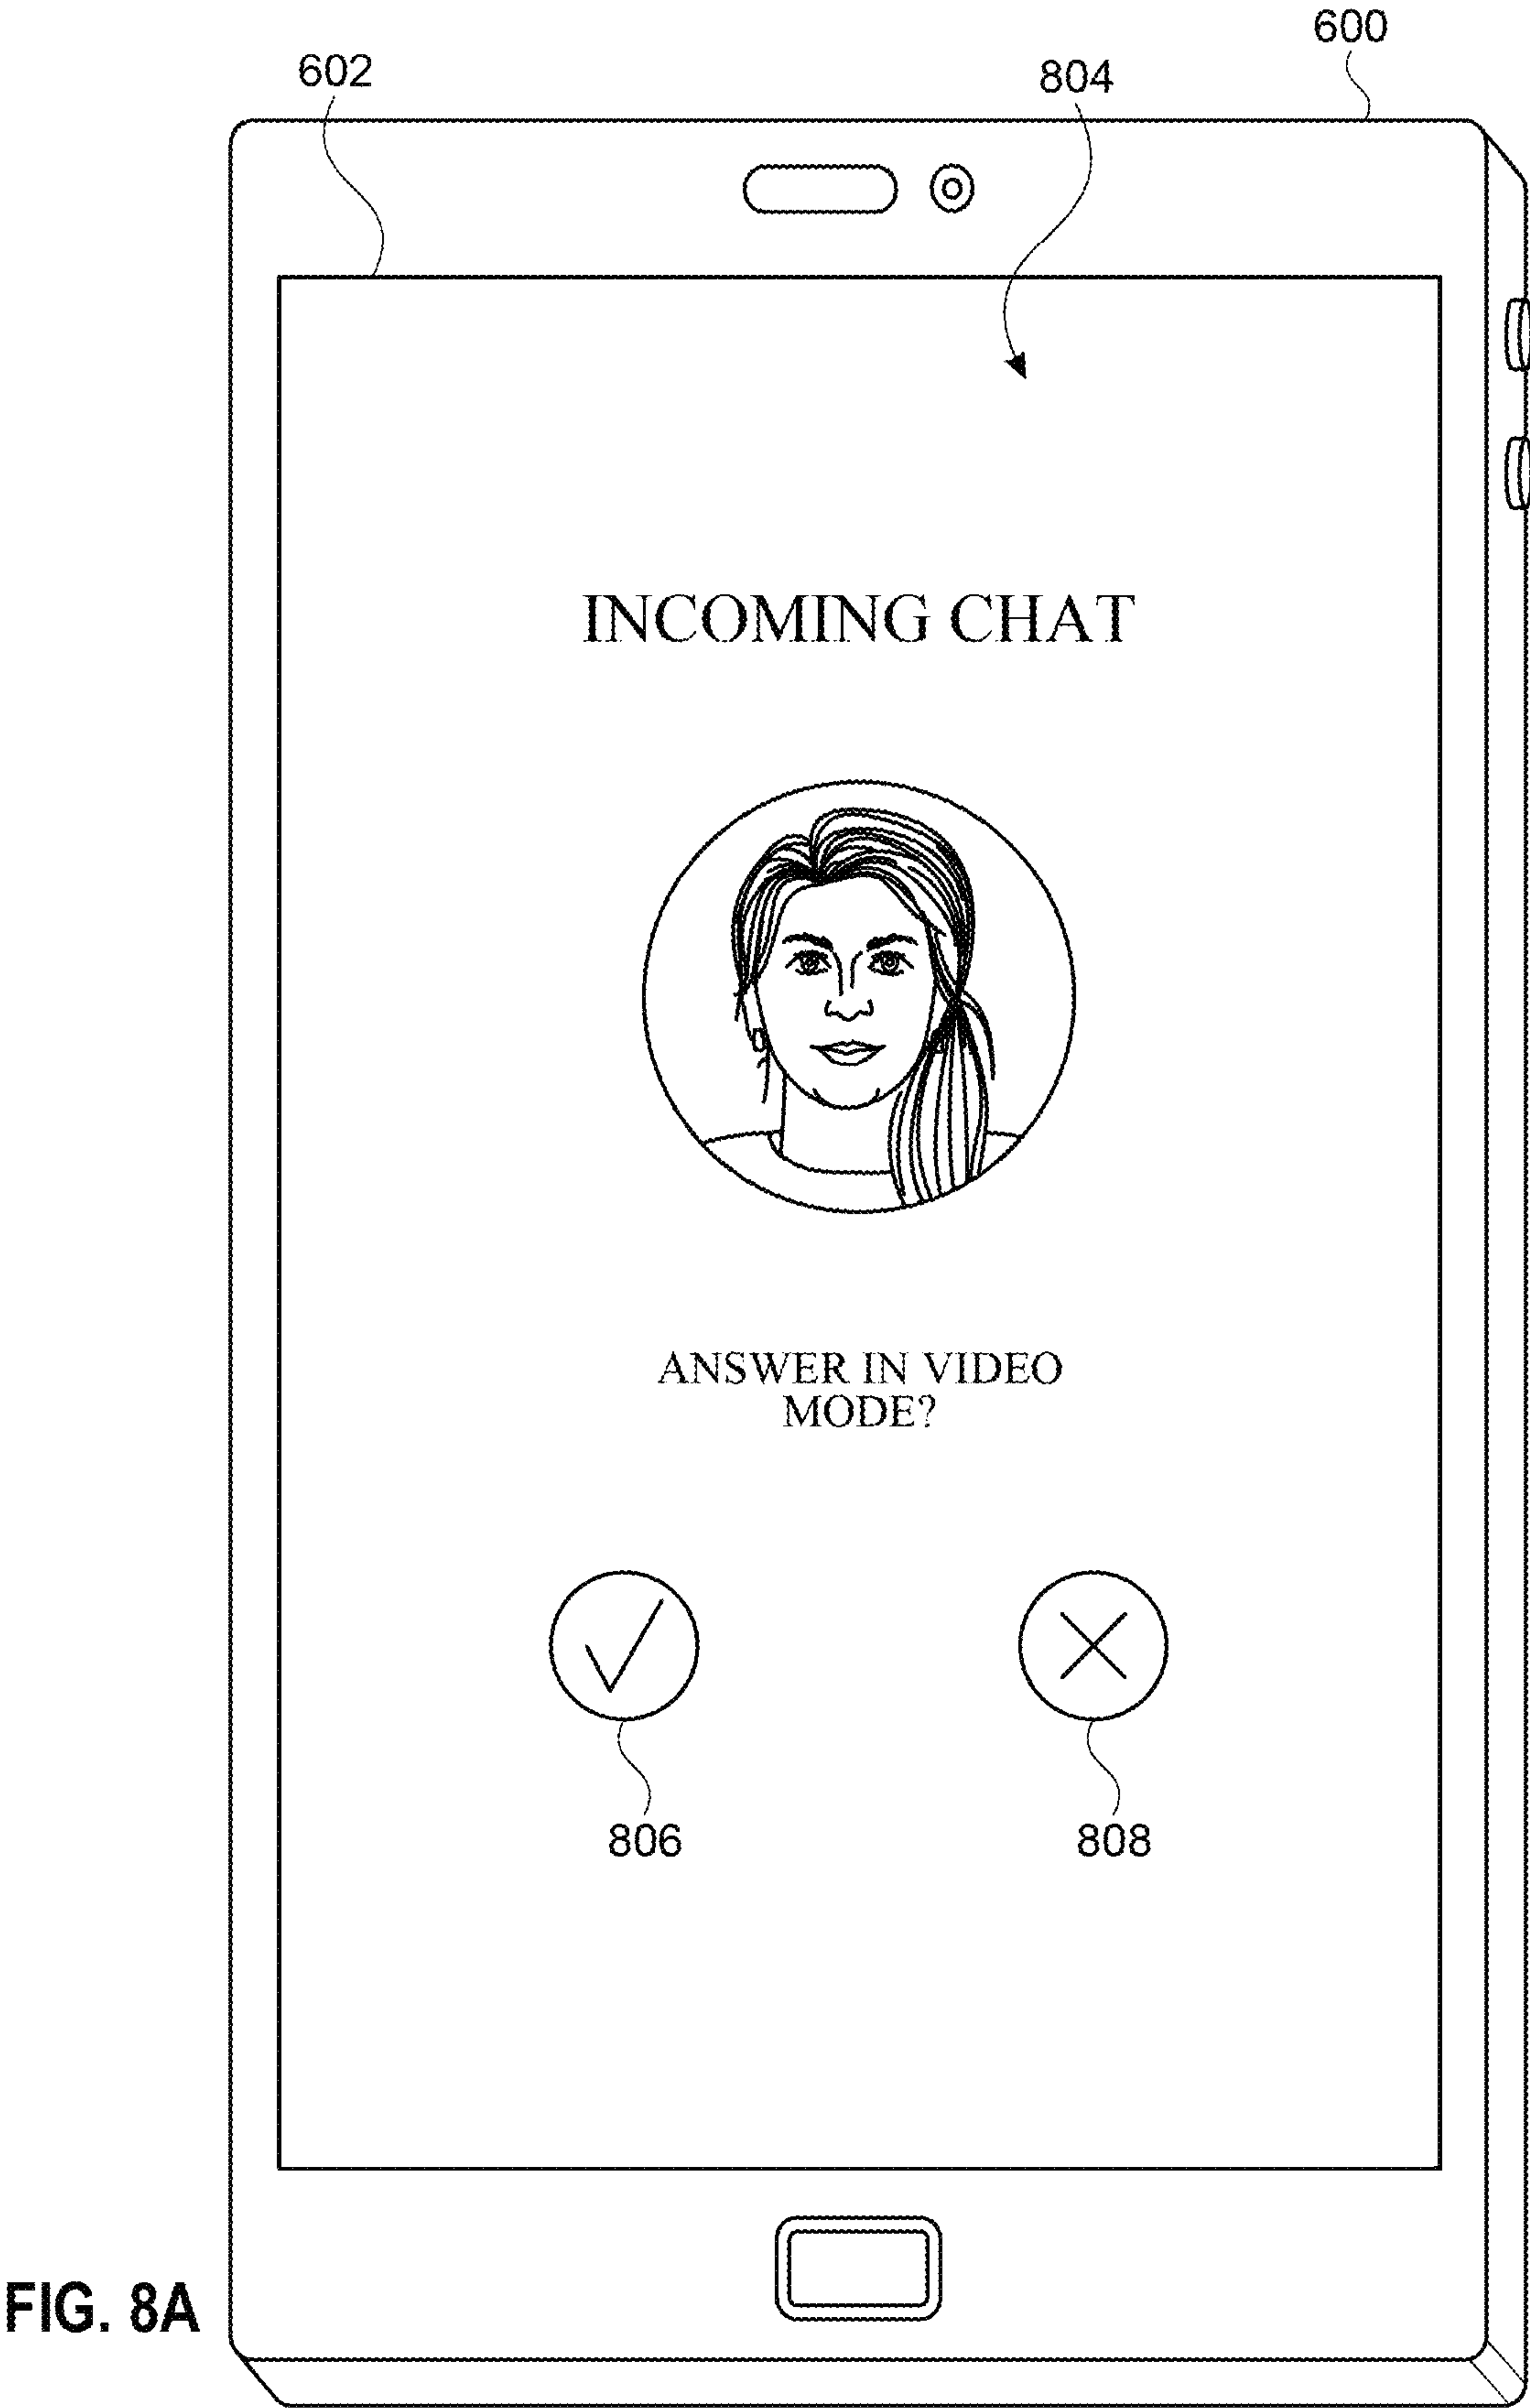 600
602
804
INCOMING CHAT
ANSWER IN VIDEO
MODE?
806
808
FIG. 8A